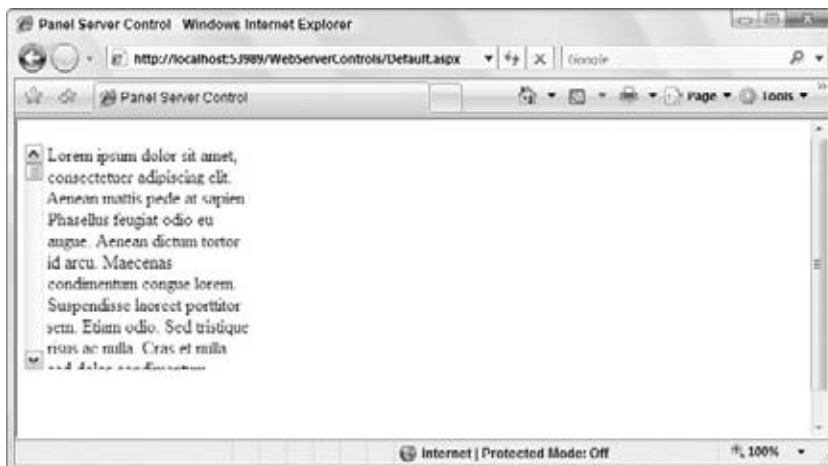 Panel Server Control Windows Internet Explorer
http://localhost:53989/WebServerControls/Default.aspx
Google
Panel Server Control
Page
Tools
Lorem ipsum dolor sit amet,
consectetuer adipiscing elit.
Aenean mattis pede at sapien
Phasellus feugiat odio eu
augue. Aenean dictum tortor
id arcu. Maecenas
condimentum congue lorem.
Suspendisse laoreet porttitor
sem. Etiam odio. Sed tristique
risus ac nulla. Cras et nulla
sed dolor condimentum
Internet | Protected Mode: Off
100%